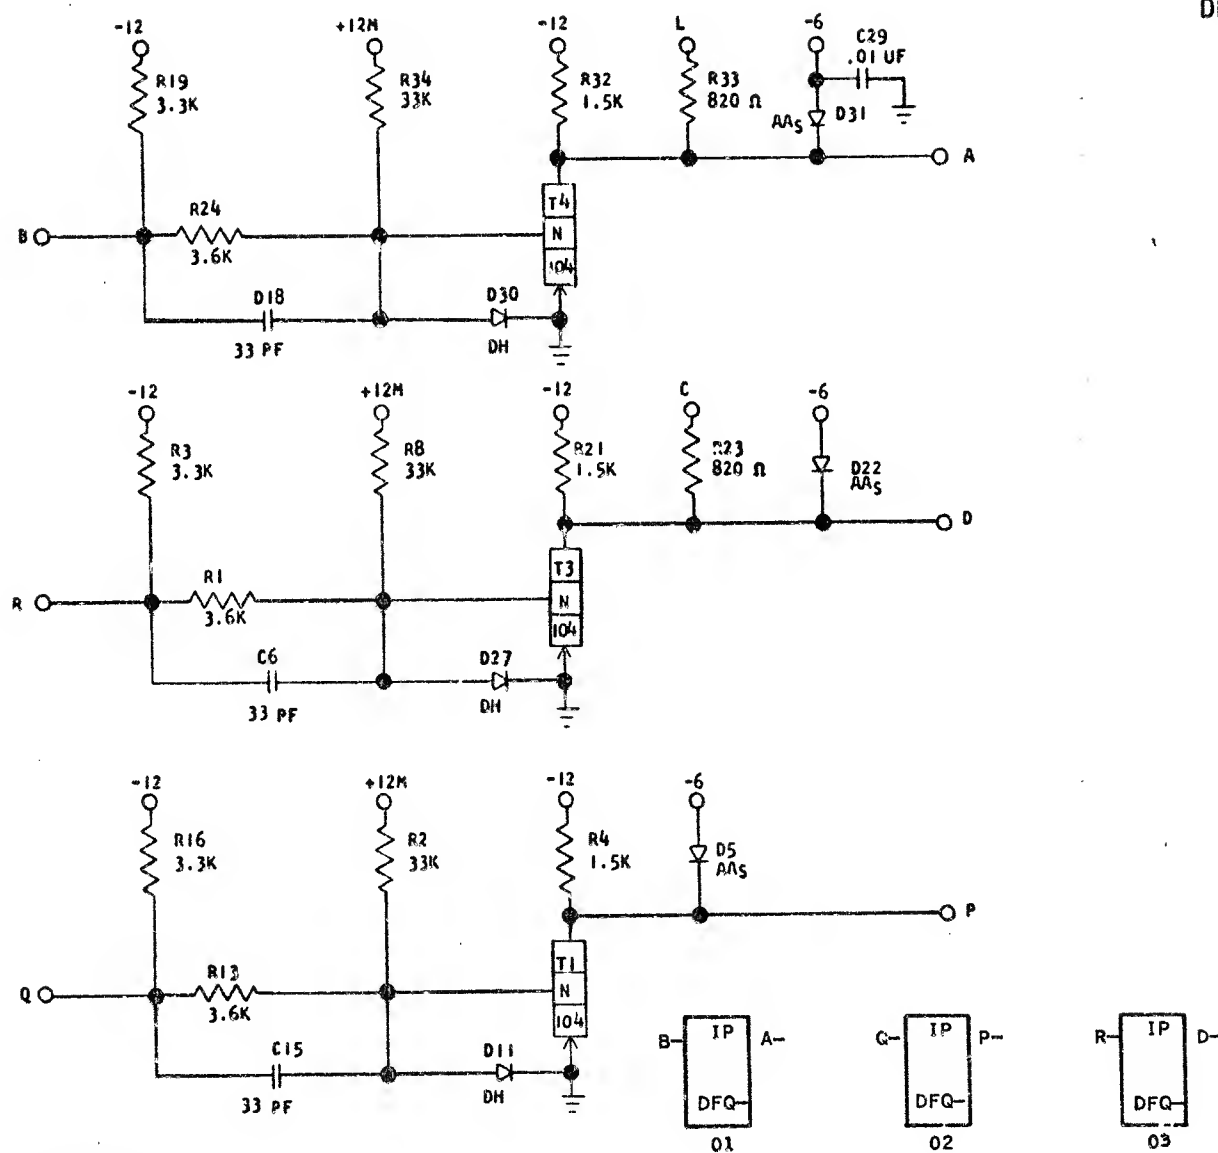 D
-12
+12M
-12
L
-6
C29
.01 UF
R19
3.3K
R34
33K
R32
1.5K
R33
820 Ω
AAS
D31
A
T4
N
104
R24
3.6K
B
D18
33 PF
D30
DH
-12
+12M
-12
C
-6
R3
3.3K
R8
33K
R21
1.5K
R23
820 Ω
D22
AAS
D
T3
N
104
R1
3.6K
R
C6
33 PF
D27
DH
-12
+12M
-12
-6
R16
3.3K
R2
33K
R4
1.5K
D5
AAS
P
T1
N
104
R13
3.6K
Q
C15
33 PF
D11
DH
B- IP A-
DFQ
01
Q- IP P-
DFQ
02
R- IP D-
DFQ
03